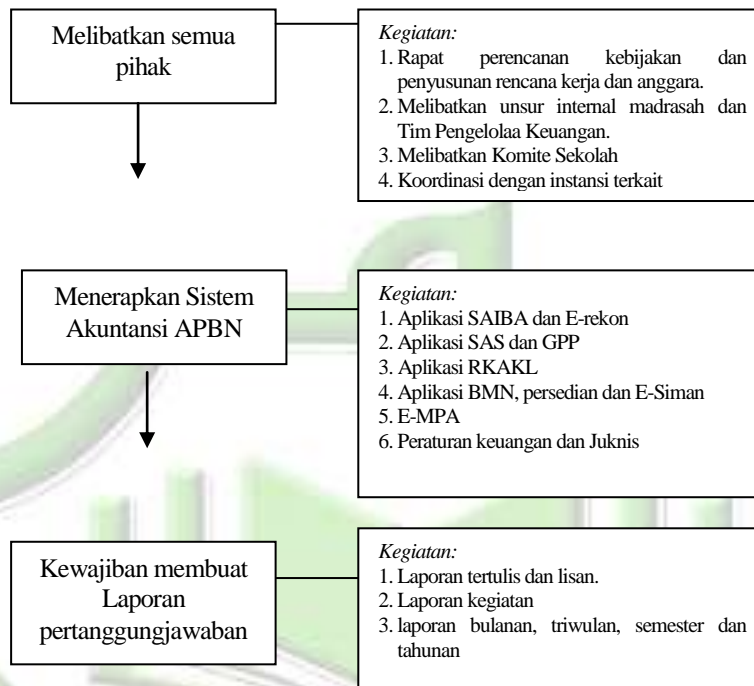 Melibatkan semua
pihak
Kegiatan:
1. Rapat perencanan kebijakan dan
penyusunan rencana kerja dan anggara.
2. Melibatkan unsur internal madrasah dan
Tim Pengelolaa Keuangan.
3. Melibatkan Komite Sekolah
4. Koordinasi dengan instansi terkait
Menerapkan Sistem
Akuntansi APBN
Kegiatan:
1. Aplikasi SAIBA dan E-rekon
2. Aplikasi SAS dan GPP
3. Aplikasi RKAKL
4. Aplikasi BMN, persedian dan E-Siman
5. E-MPA
6. Peraturan keuangan dan Juknis
Kewajiban membuat
Laporan
pertanggungjawaban
Kegiatan:
1. Laporan tertulis dan lisan.
2. Laporan kegiatan
3. laporan bulanan, triwulan, semester dan
tahunan